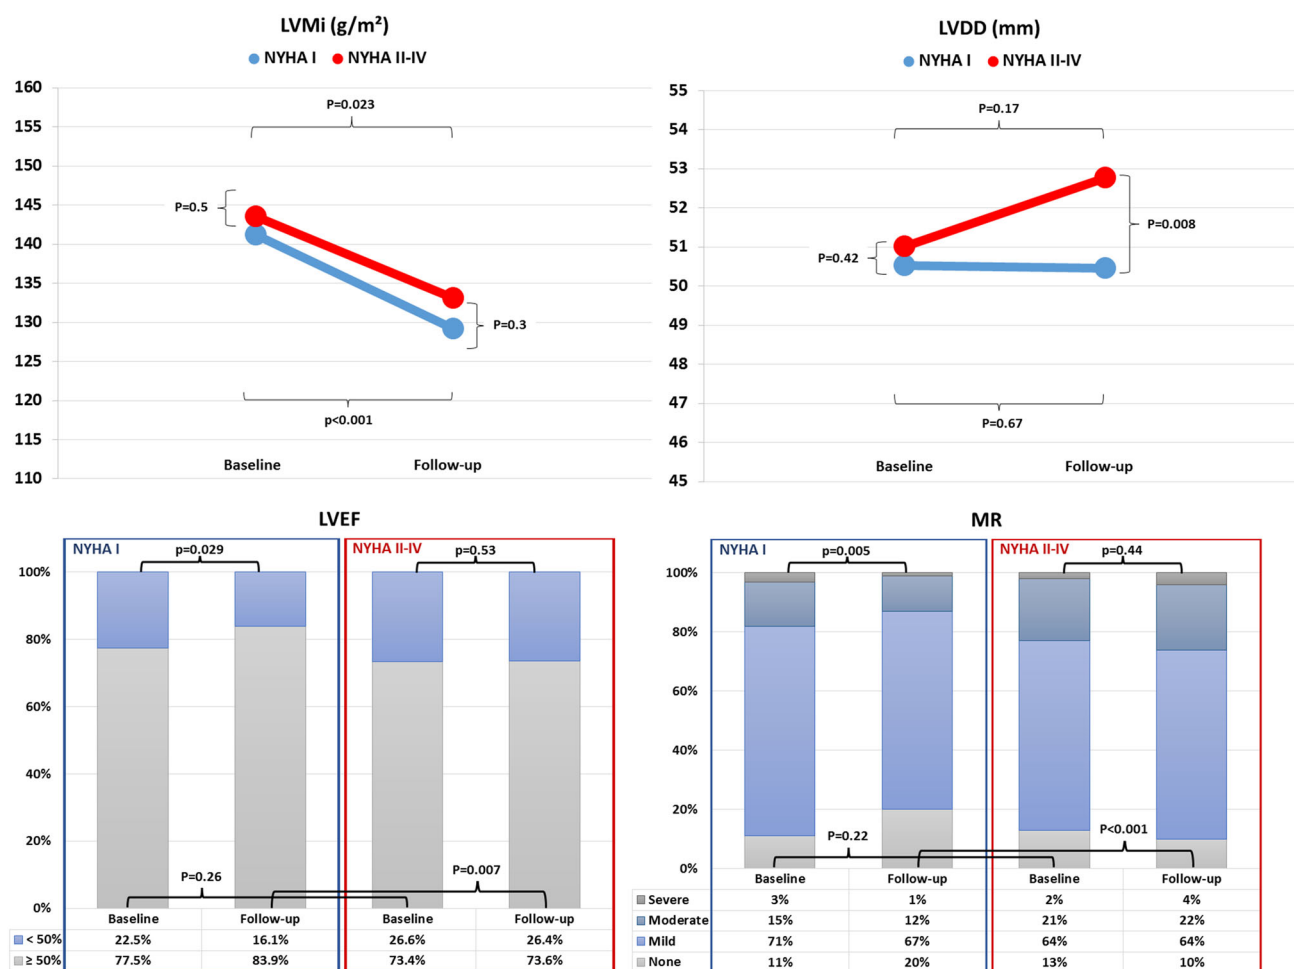 LVMi (g/m²)
NYHA I NYHA II-IV
160
155
150
145
140
135
130
125
120
115
110
P=0.023
P=0.5
P=0.3
p<0.001
Baseline Follow-up
LVDD (mm)
NYHA I NYHA II-IV
55
54
53
52
51
50
49
48
47
46
45
P=0.17
P=0.42
P=0.008
P=0.67
Baseline Follow-up
LVEF
NYHA I NYHA II-IV
p=0.029 p=0.53
100%
80%
60%
40%
20%
0%
P=0.26 P=0.007
Baseline Follow-up Baseline Follow-up
< 50% 22.5% 16.1% 26.6% 26.4%
≥ 50% 77.5% 83.9% 73.4% 73.6%
MR
NYHA I NYHA II-IV
p=0.005 p=0.44
100%
80%
60%
40%
20%
0%
P=0.22 P<0.001
Baseline Follow-up Baseline Follow-up
Severe 3% 1% 2% 4%
Moderate 15% 12% 21% 22%
Mild 71% 67% 64% 64%
None 11% 20% 13% 10%